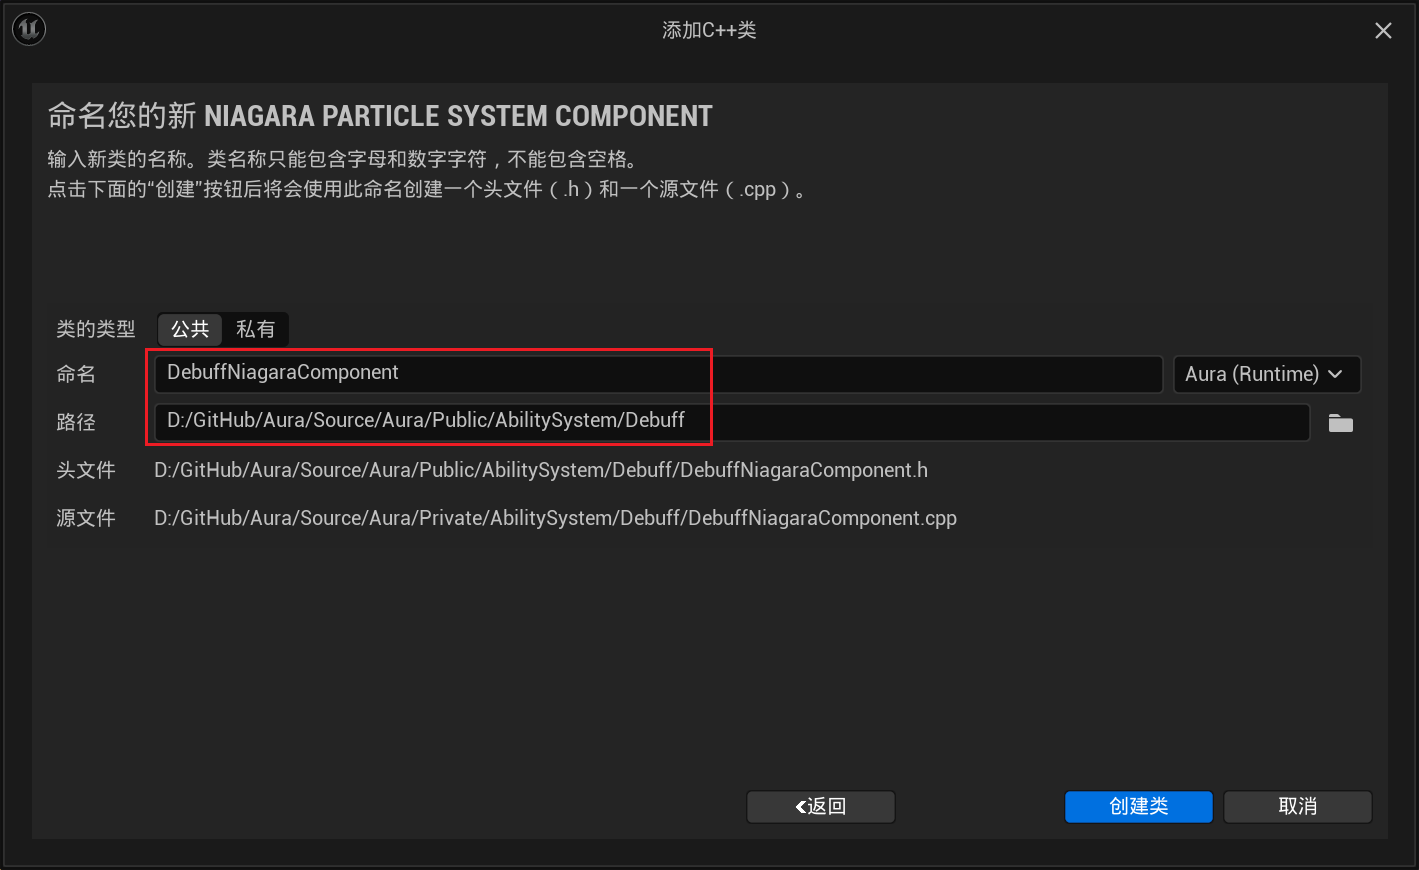 添加C++类
命名您的新 NIAGARA PARTICLE SYSTEM COMPONENT
输入新类的名称。类名称只能包含字母和数字字符，不能包含空格。
点击下面的“创建”按钮后将会使用此命名创建一个头文件（.h）和一个源文件（.cpp）。
类的类型 公共 私有
命名 DebuffNiagaraComponent Aura (Runtime)
路径 D:/GitHub/Aura/Source/Aura/Public/AbilitySystem/Debuff
头文件 D:/GitHub/Aura/Source/Aura/Public/AbilitySystem/Debuff/DebuffNiagaraComponent.h
源文件 D:/GitHub/Aura/Source/Aura/Private/AbilitySystem/Debuff/DebuffNiagaraComponent.cpp
返回 创建类 取消